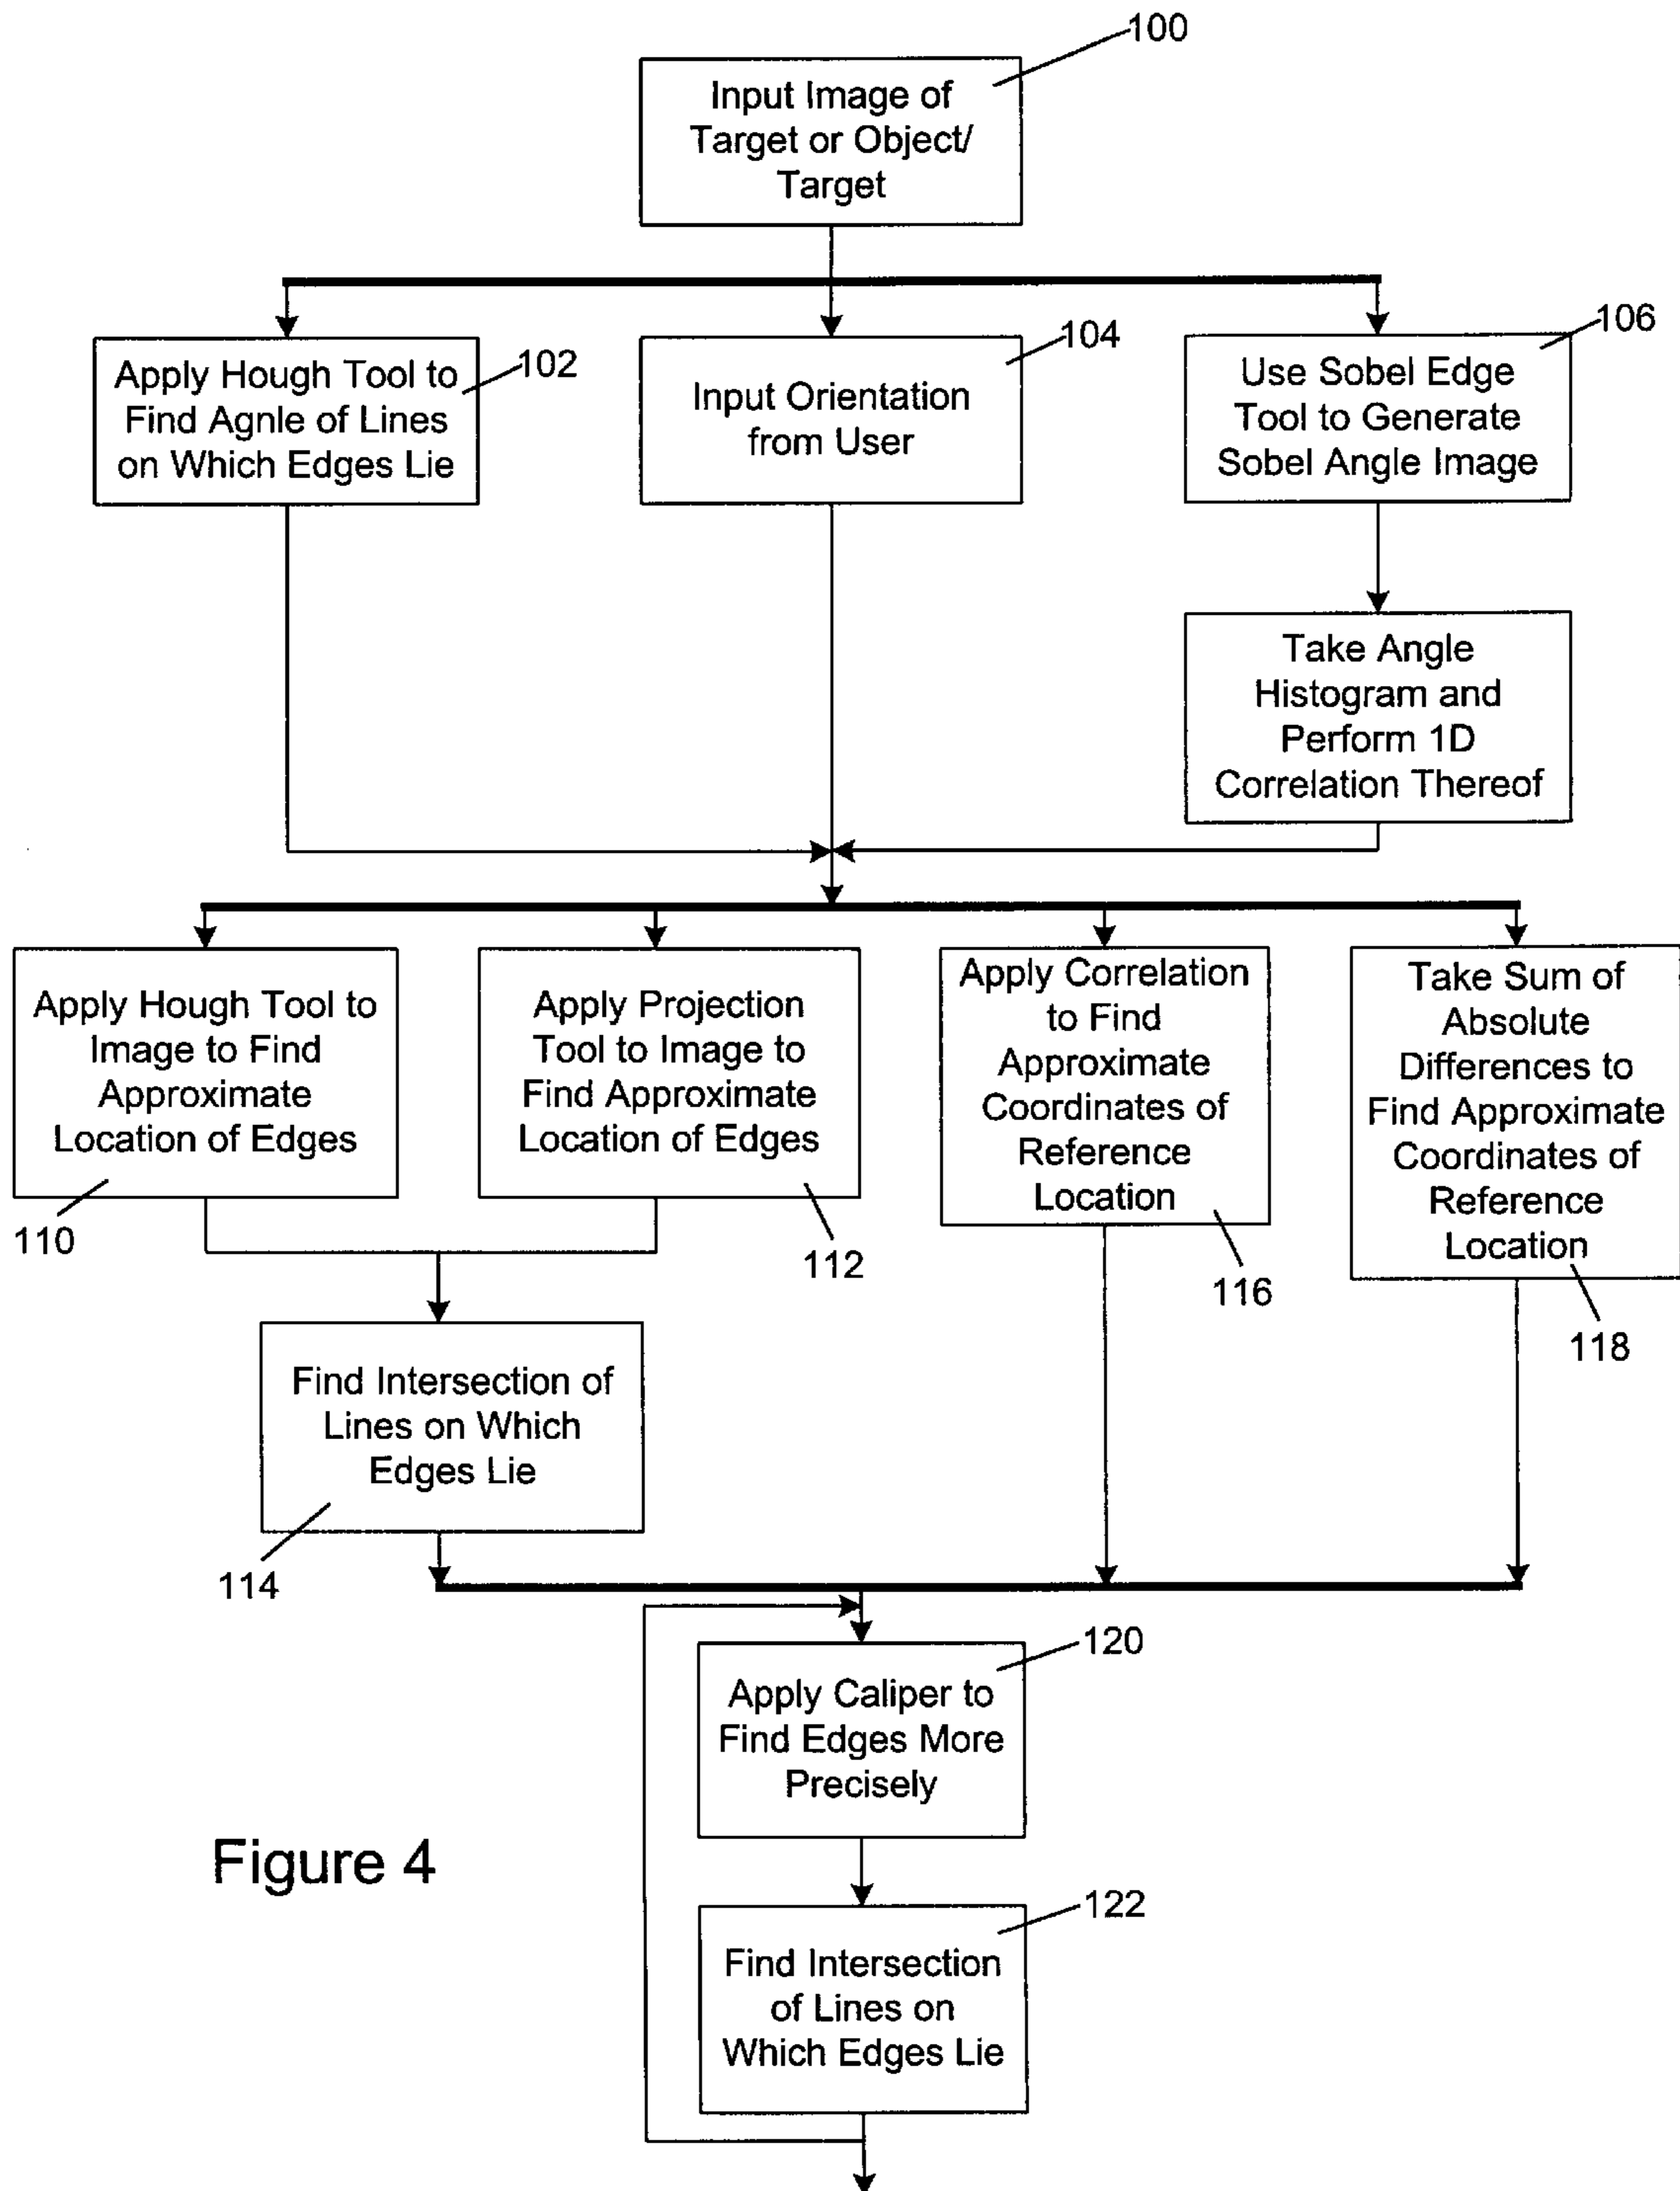 100
Input Image of
Target or Object/
Target
102
Apply Hough Tool to
Find Agnle of Lines
on Which Edges Lie
104
Input Orientation
from User
106
Use Sobel Edge
Tool to Generate
Sobel Angle Image
Take Angle
Histogram and
Perform 1D
Correlation Thereof
Apply Hough Tool to
Image to Find
Approximate
Location of Edges
110
Apply Projection
Tool to Image to
Find Approximate
Location of Edges
112
Apply Correlation
to Find
Approximate
Coordinates of
Reference
Location
116
Take Sum of
Absolute
Differences to
Find Approximate
Coordinates of
Reference
Location
118
Find Intersection of
Lines on Which
Edges Lie
114
120
Apply Caliper to
Find Edges More
Precisely
Figure 4
122
Find Intersection
of Lines on
Which Edges Lie